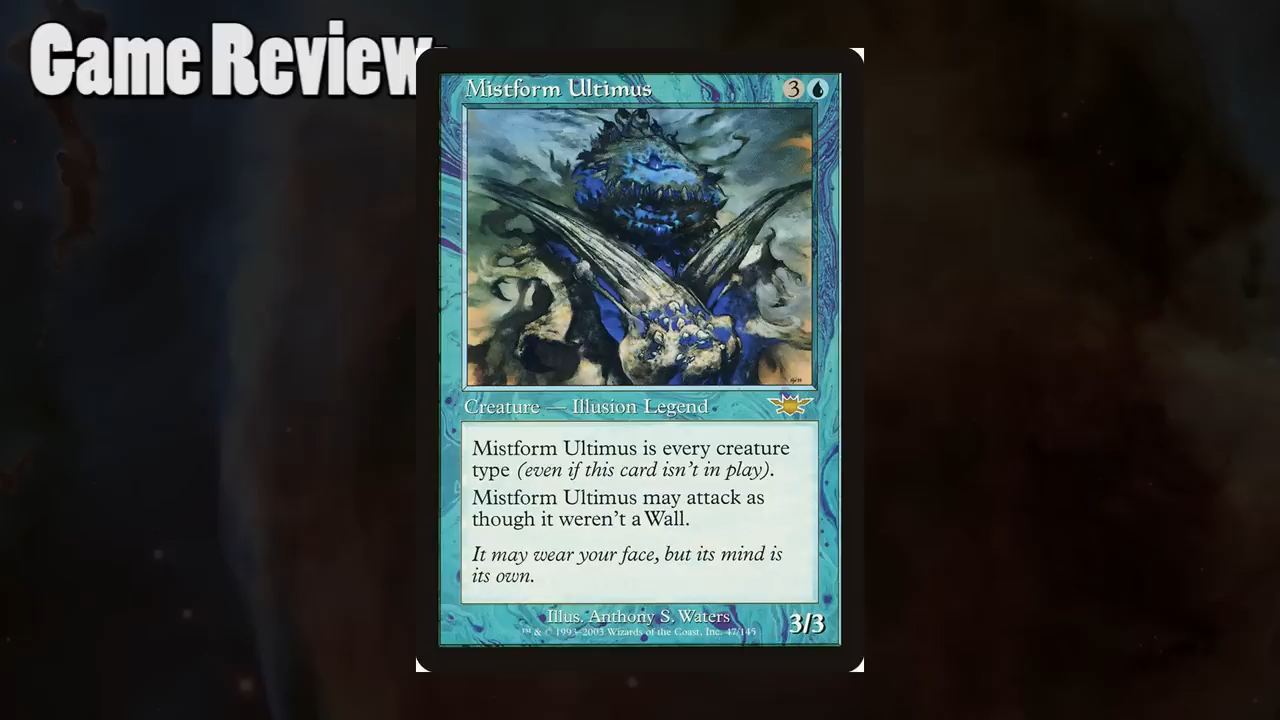 Game Review
Mistform Ultimus
3
Creature — Illusion Legend
Mistform Ultimus is every creature
type (even if this card isn't in play).
Mistform Ultimus may attack as
though it weren't a Wall.
It may wear your face, but its mind is
its own.
Illus. Anthony S. Waters
™ & © 1993–2003 Wizards of the Coast, Inc. 47/145
3/3